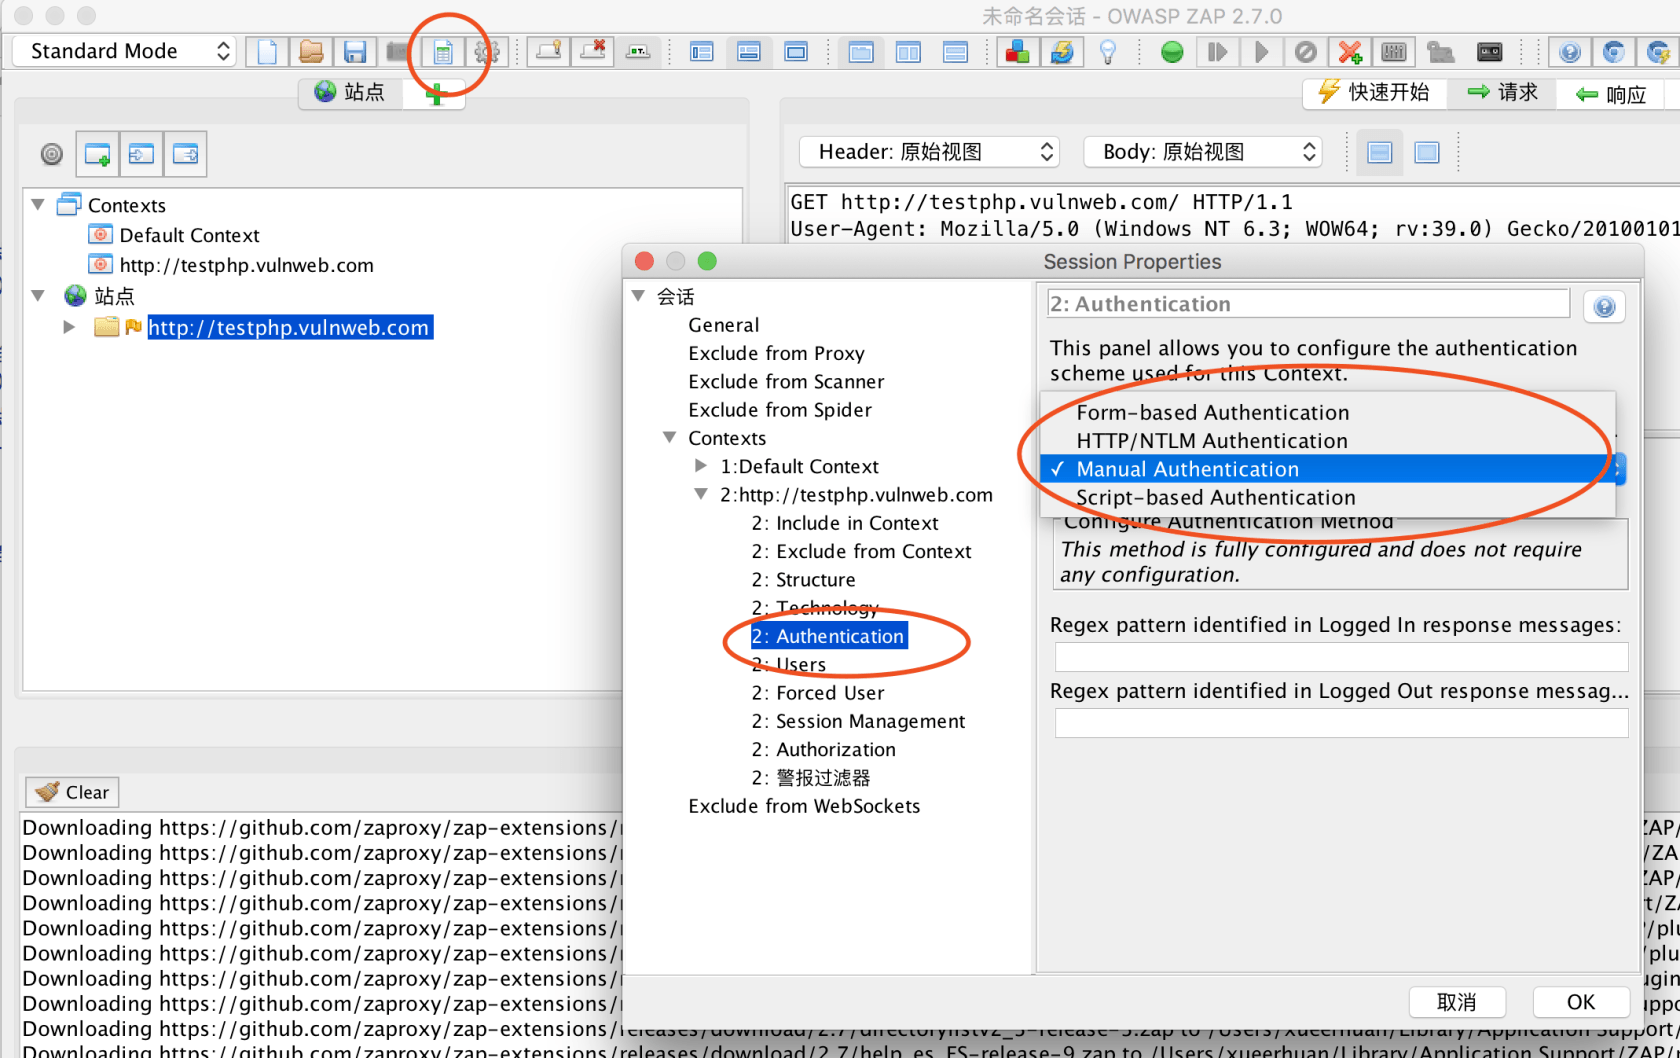 未命名会话 - OWASP ZAP 2.7.0
Standard Mode
站点
快速开始
请求
响应
Header: 原始视图
Body: 原始视图
Contexts
Default Context
http://testphp.vulnweb.com
站点
http://testphp.vulnweb.com
GET http://testphp.vulnweb.com/ HTTP/1.1
User-Agent: Mozilla/5.0 (Windows NT 6.3; WOW64; rv:39.0) Gecko/20100101
Session Properties
会话
General
Exclude from Proxy
Exclude from Scanner
Exclude from Spider
Contexts
1:Default Context
2:http://testphp.vulnweb.com
2: Include in Context
2: Exclude from Context
2: Structure
2: Technology
2: Authentication
2: Users
2: Forced User
2: Session Management
2: Authorization
2: 警报过滤器
Exclude from WebSockets
2: Authentication
This panel allows you to configure the authentication
scheme used for this Context.
Form-based Authentication
HTTP/NTLM Authentication
✓ Manual Authentication
Script-based Authentication
Configure Authentication Method
This method is fully configured and does not require
any configuration.
Regex pattern identified in Logged In response messages:
Regex pattern identified in Logged Out response messag...
取消
OK
Clear
Downloading https://github.com/zaproxy/zap-extensions/
Downloading https://github.com/zaproxy/zap-extensions/
Downloading https://github.com/zaproxy/zap-extensions/
Downloading https://github.com/zaproxy/zap-extensions/
Downloading https://github.com/zaproxy/zap-extensions/
Downloading https://github.com/zaproxy/zap-extensions/
Downloading https://github.com/zaproxy/zap-extensions/
Downloading https://github.com/zaproxy/zap-extensions/
Downloading https://github.com/zaproxy/zap-extensions/releases/download/2.7/directorylistv2_3-release-3.zap to /Users/xueerhuan/Library/Application Support/
Downloading https://github.com/zaproxy/zap-extensions/releases/download/2.7/help_es_ES-release-9.zap to /Users/xueerhuan/Library/Application Support/ZAP/